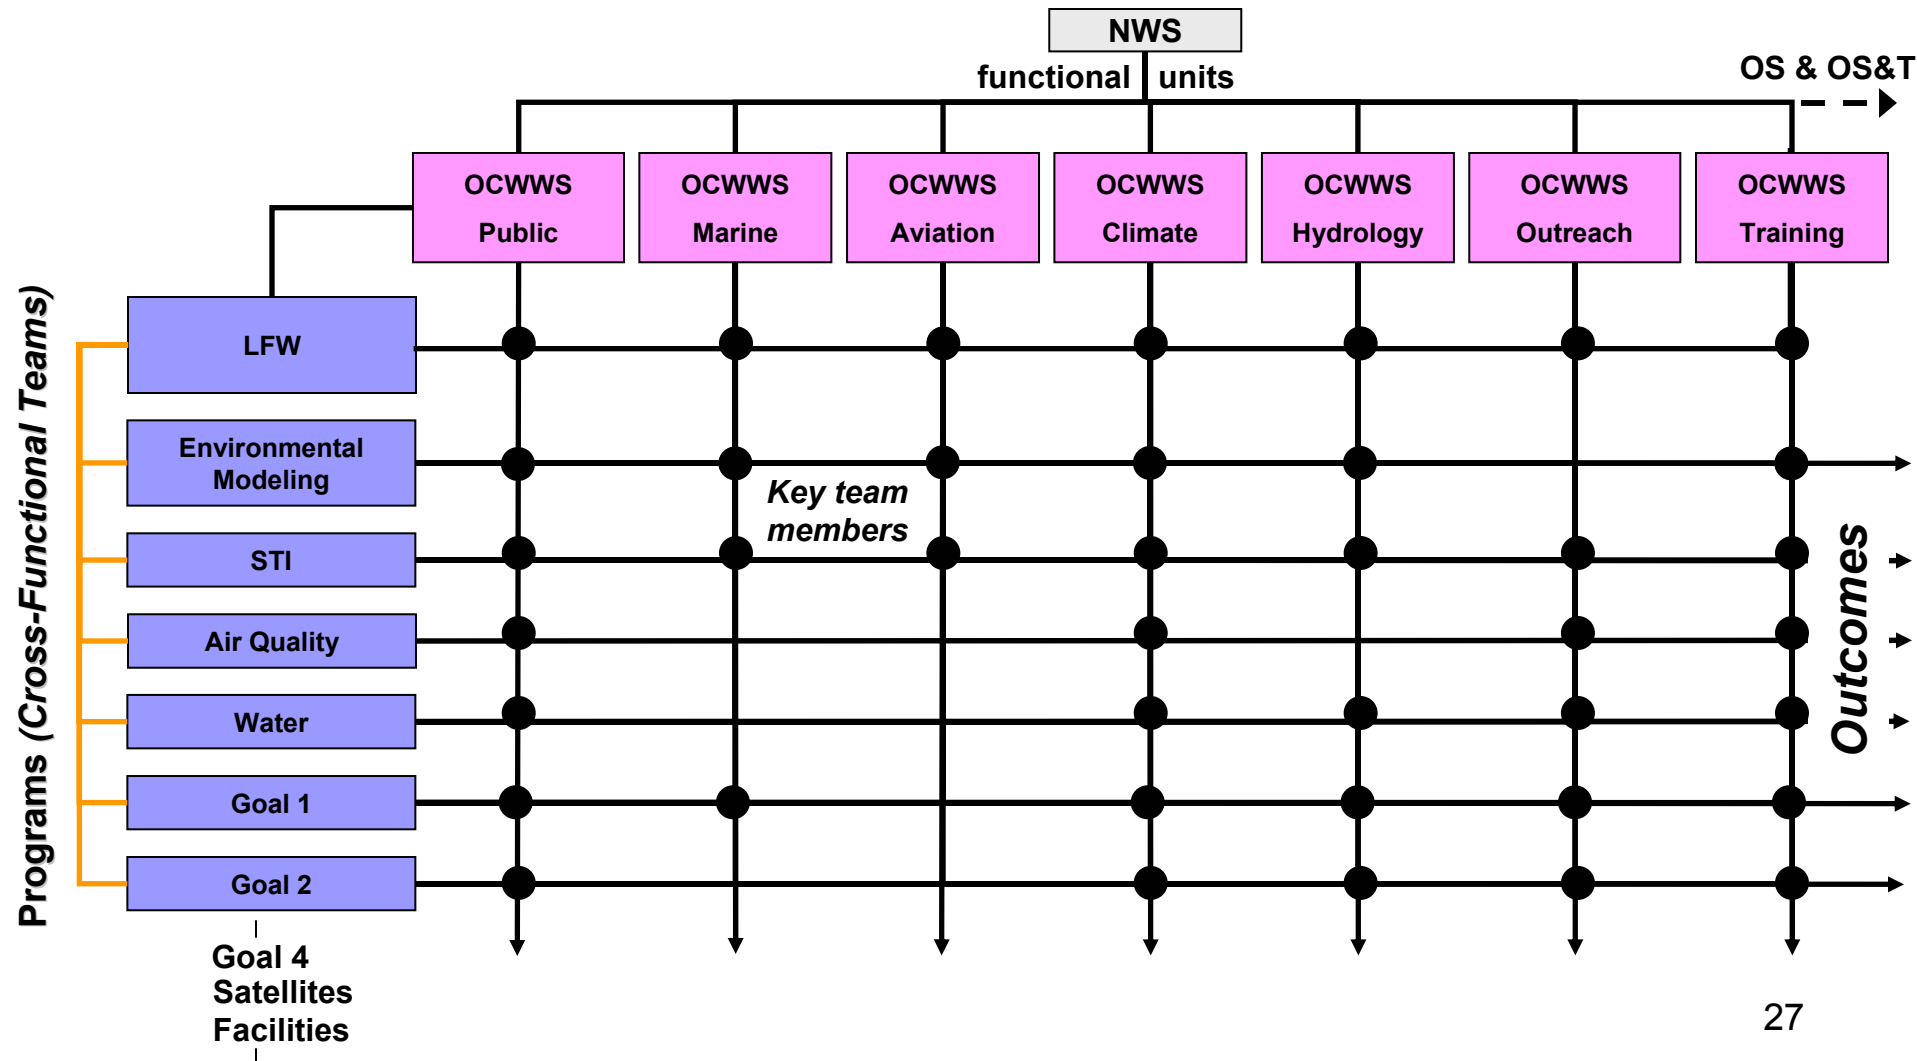 NWS
functional units
OS & OS&T
OCWWS
Public
OCWWS
Marine
OCWWS
Aviation
OCWWS
Climate
OCWWS
Hydrology
OCWWS
Outreach
OCWWS
Training
Programs (Cross-Functional Teams)
LFW
Environmental
Modeling
Key team
members
STI
Air Quality
Water
Goal 1
Goal 2
Outcomes
Goal 4
Satellites
Facilities
27